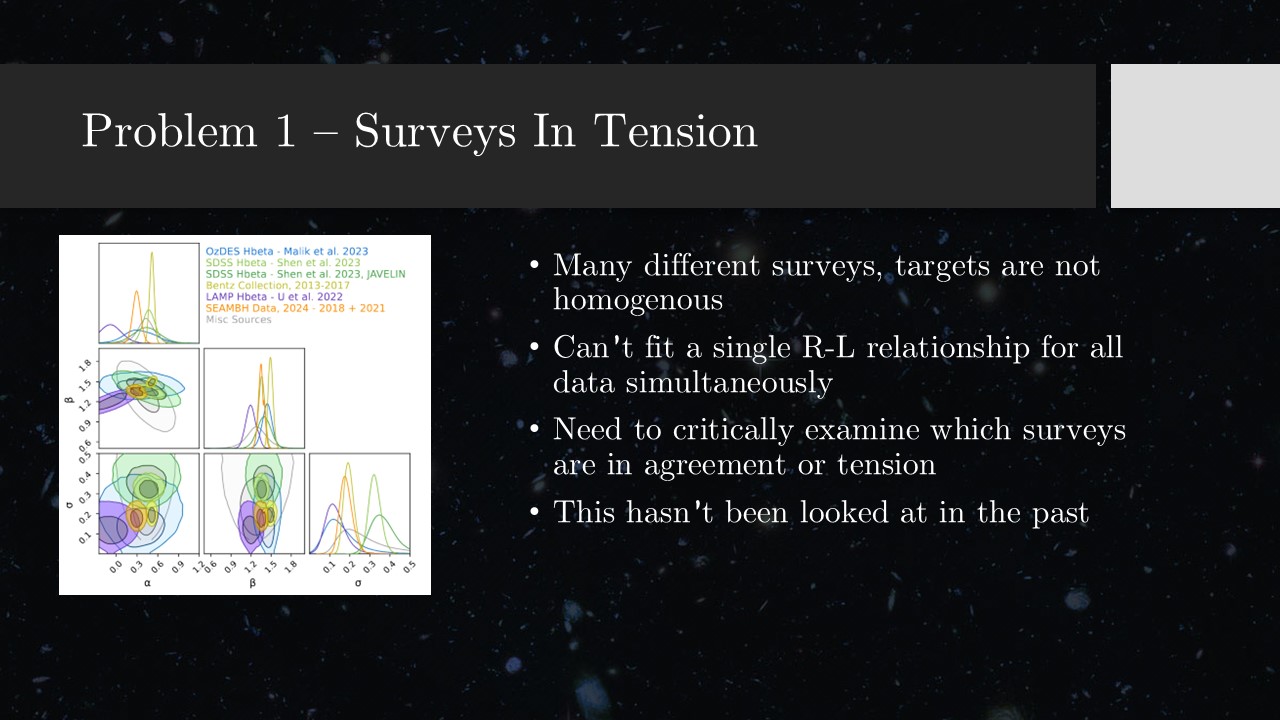 Problem 1 – Surveys In Tension
OzDES Hbeta - Malik et al. 2023
SDSS Hbeta - Shen et al. 2023
SDSS Hbeta - Shen et al. 2023, JAVELIN
Bentz Collection, 2013-2017
LAMP Hbeta - U et al. 2022
SEAMBH Data, 2024 - 2018 + 2021
Misc Sources
β
1.8
1.5
1.2
0.9
0.6
σ
0.5
0.4
0.3
0.2
0.1
0.0 0.3 0.6 0.9 1.2
0.6 0.9 1.2 1.5 1.8
0.1 0.2 0.3 0.4 0.5
α β σ
• Many different surveys, targets are not
homogenous
• Can't fit a single R-L relationship for all
data simultaneously
• Need to critically examine which surveys
are in agreement or tension
• This hasn't been looked at in the past